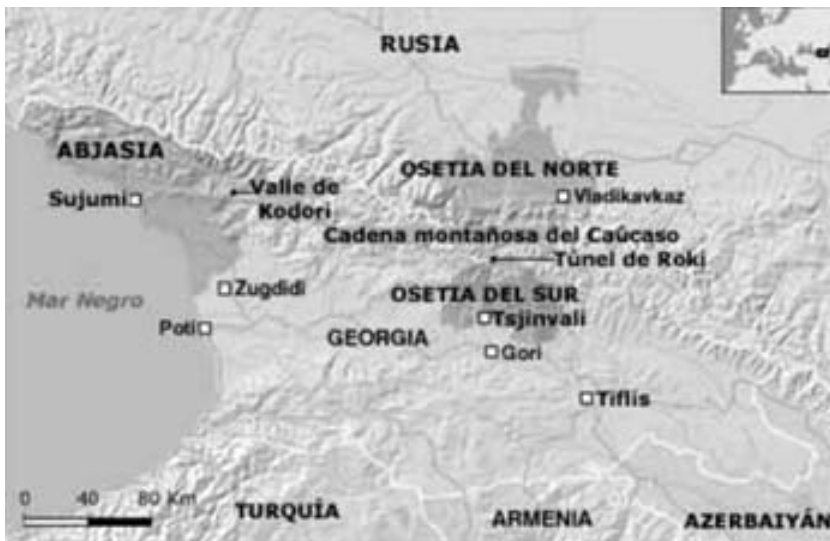 RUSIA
ABJASIA
OSETIA DEL NORTE
Sujumi
Valle de
Kodori
Vladikavkaz
Cadena montañosa del Caúcaso
Túnel de Roki
Zugdidi
OSETIA DEL SUR
Mar Negro
Poti
GEORGIA
Tsjinvali
Gori
Tiflis
0 40 80 Km
TURQUÍA
ARMENIA
AZERBAIYÁN